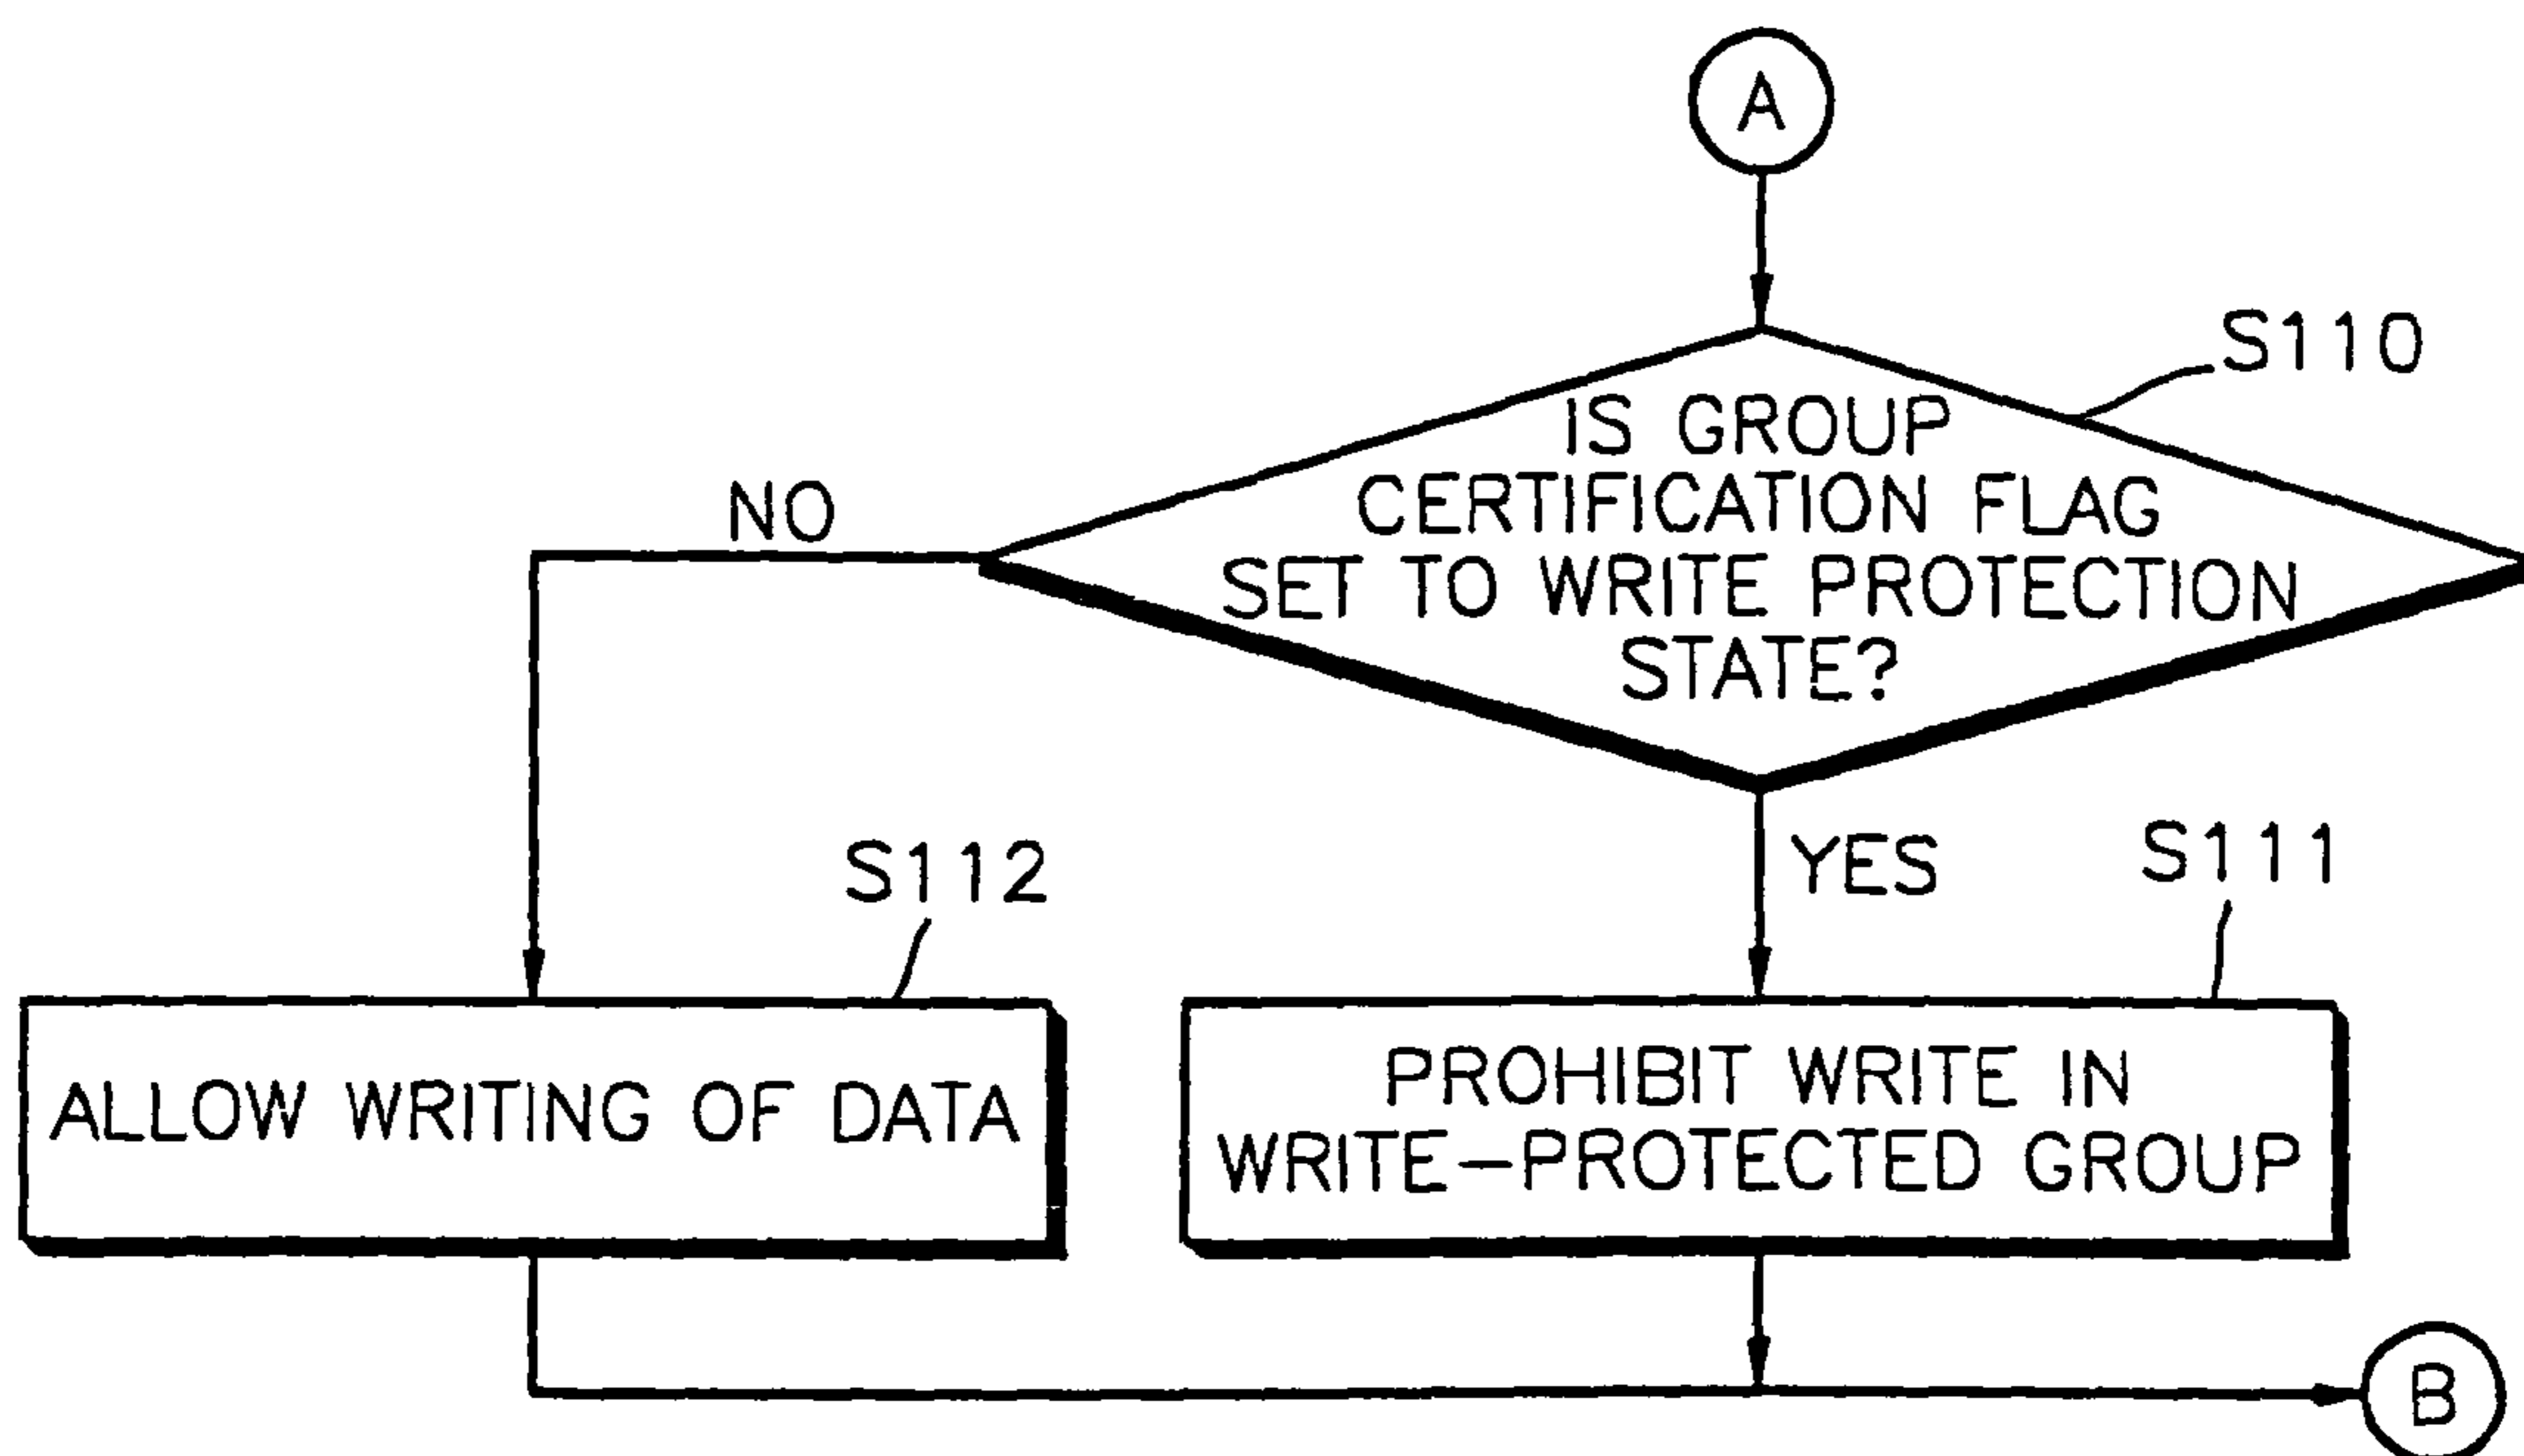 A
S110
IS GROUP
CERTIFICATION FLAG
SET TO WRITE PROTECTION
STATE?
NO
YES
S112
S111
ALLOW WRITING OF DATA
PROHIBIT WRITE IN
WRITE-PROTECTED GROUP
B